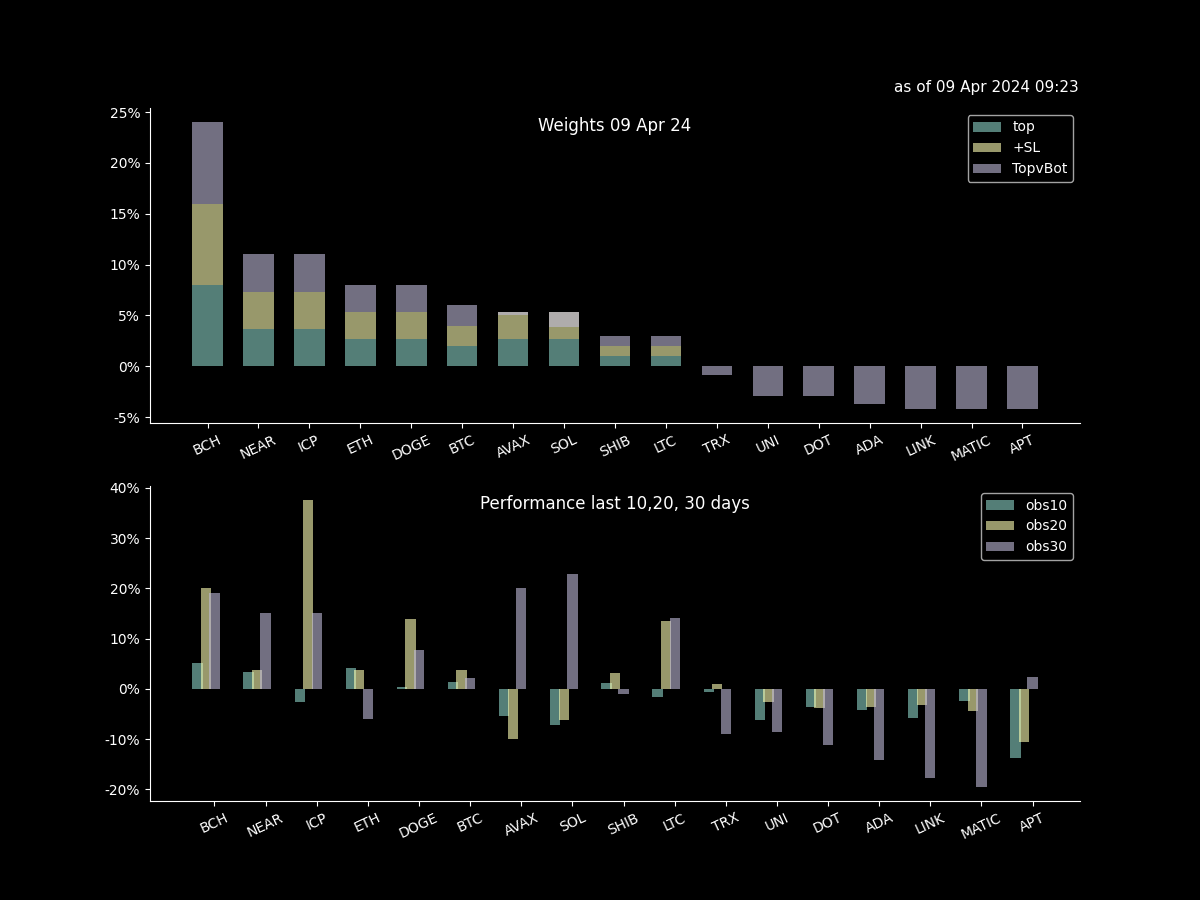 as of 09 Apr 2024 09:23
Weights 09 Apr 24
top
+SL
TopvBot
25%
20%
15%
10%
5%
0%
-5%
BCH NEAR ICP ETH DOGE BTC AVAX SOL SHIB LTC TRX UNI DOT ADA LINK MATIC APT
Performance last 10,20, 30 days
obs10
obs20
obs30
40%
30%
20%
10%
0%
-10%
-20%
BCH NEAR ICP ETH DOGE BTC AVAX SOL SHIB LTC TRX UNI DOT ADA LINK MATIC APT